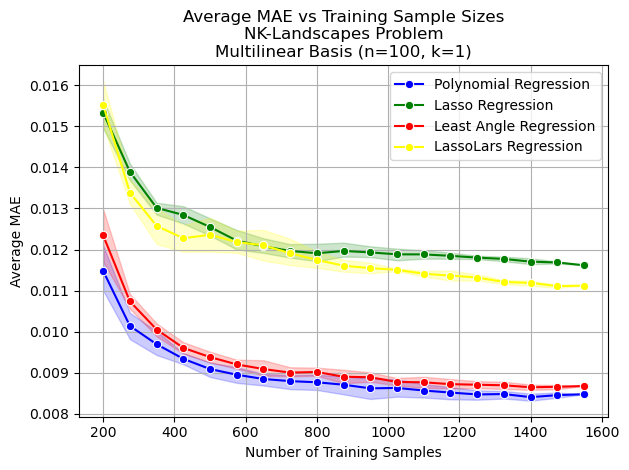 Average MAE vs Training Sample Sizes
NK-Landscapes Problem
Multilinear Basis (n=100, k=1)
Polynomial Regression
Lasso Regression
Least Angle Regression
LassoLars Regression
Average MAE
0.016
0.015
0.014
0.013
0.012
0.011
0.010
0.009
0.008
200 400 600 800 1000 1200 1400 1600
Number of Training Samples